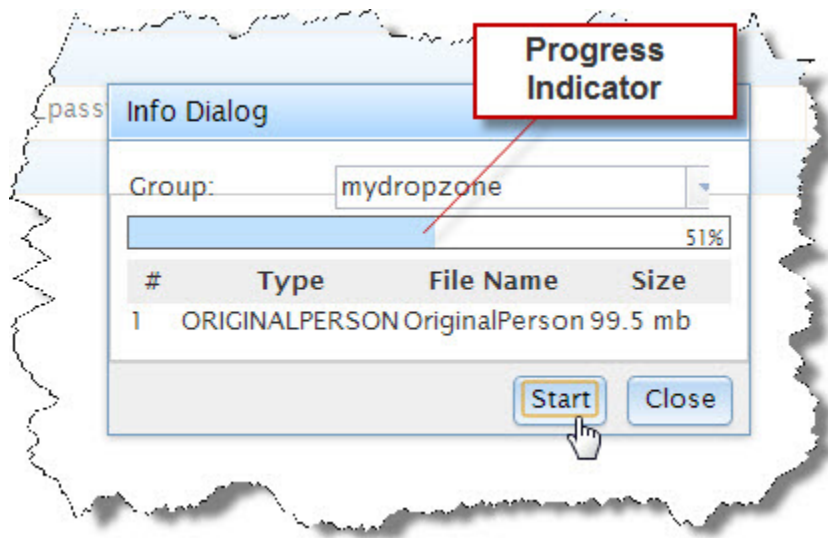 Progress
Indicator
_pass
Info Dialog
Group: mydropzone
51%
# Type File Name Size
1 ORIGINALPERSON OriginalPerson 99.5 mb
Start Close